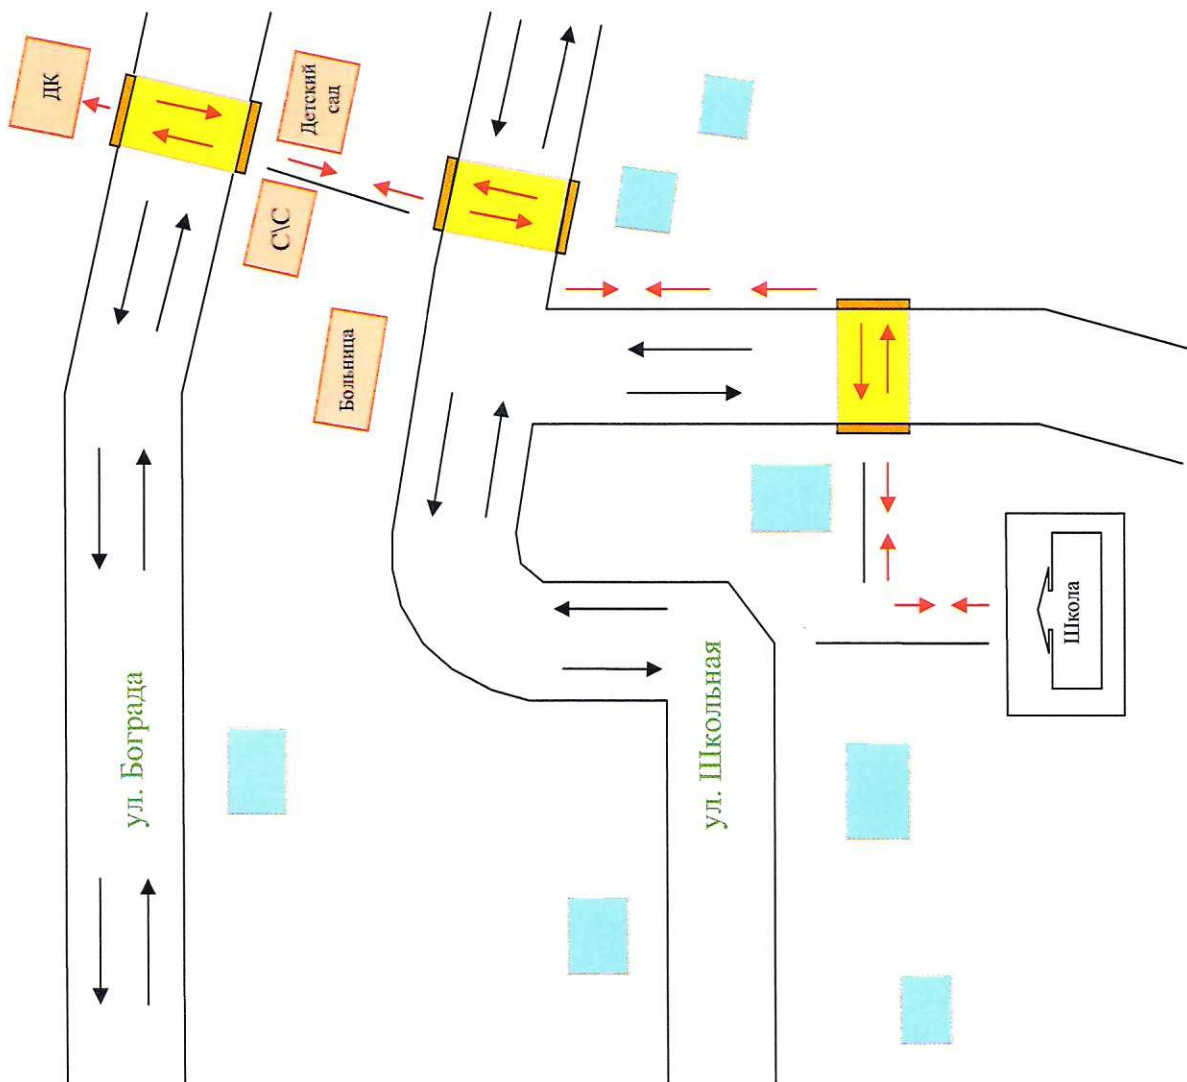 ДК
Детский
сад
С\С
Больница
ул. Бограда
ул. Школьная
Школа